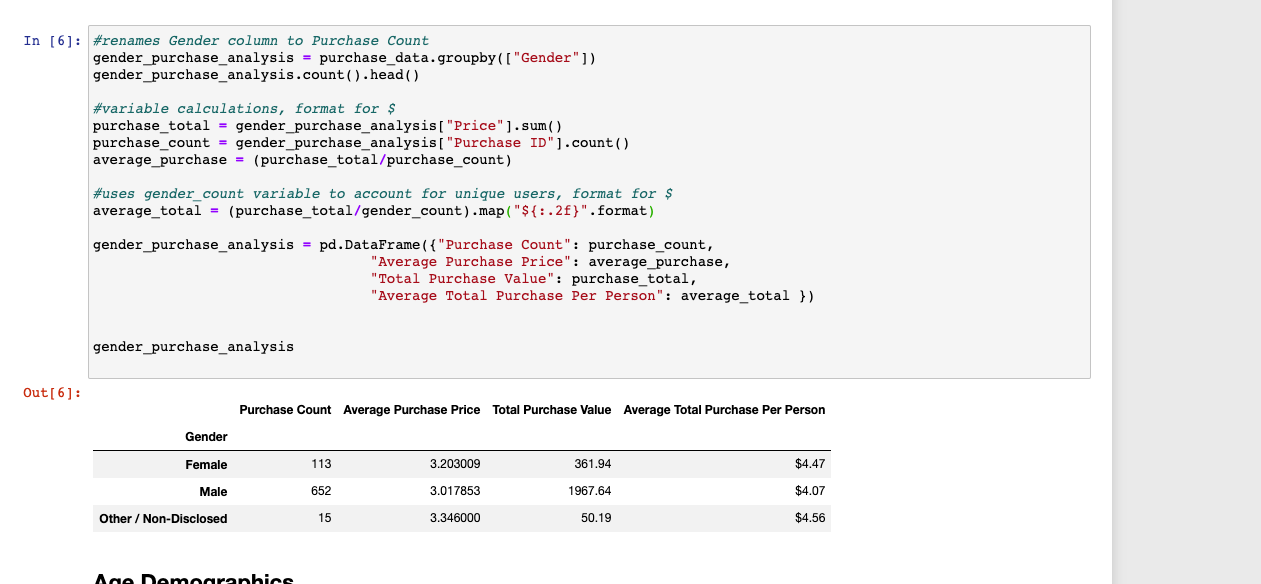 In [6]: #renames Gender column to Purchase Count
gender_purchase_analysis = purchase_data.groupby(["Gender"])
gender_purchase_analysis.count().head()
#variable calculations, format for $
purchase_total = gender_purchase_analysis["Price"].sum()
purchase_count = gender_purchase_analysis["Purchase ID"].count()
average_purchase = (purchase_total/purchase_count)
#uses gender_count variable to account for unique users, format for $
average_total = (purchase_total/gender_count).map("${:.2f}".format)
gender_purchase_analysis = pd.DataFrame({"Purchase Count": purchase_count,
"Average Purchase Price": average_purchase,
"Total Purchase Value": purchase_total,
"Average Total Purchase Per Person": average_total })
gender_purchase_analysis
Out[6]:
Purchase Count Average Purchase Price Total Purchase Value Average Total Purchase Per Person
Gender
Female 113 3.203009 361.94 $4.47
Male 652 3.017853 1967.64 $4.07
Other / Non-Disclosed 15 3.346000 50.19 $4.56
Age Demographics